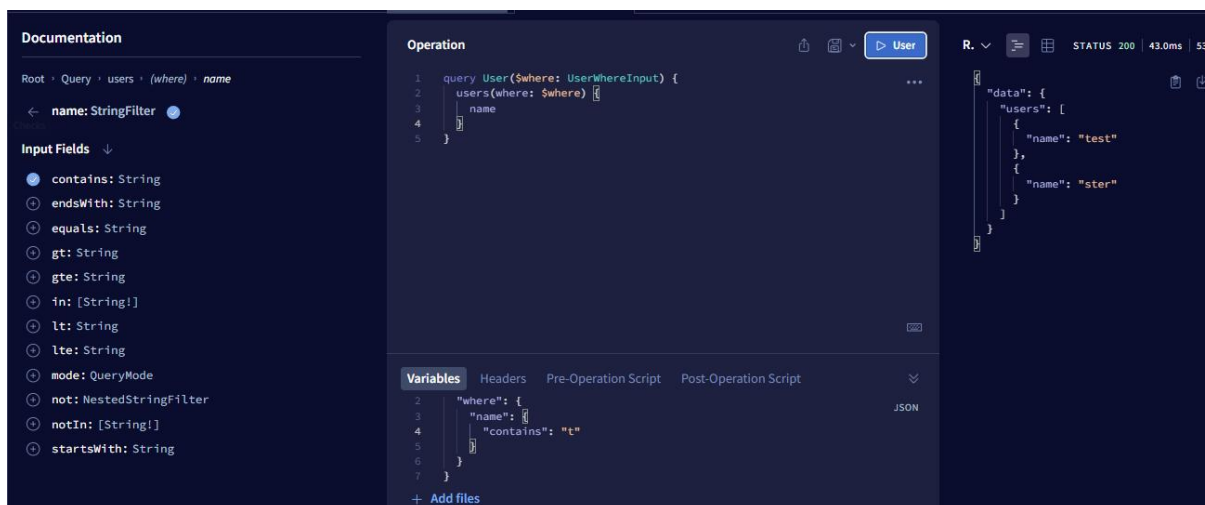 Documentation
Root › Query › users › (where) › name
← name: StringFilter
Input Fields ↓
contains: String
endsWith: String
equals: String
gt: String
gte: String
in: [String!]
lt: String
lte: String
mode: QueryMode
not: NestedStringFilter
notIn: [String!]
startsWith: String
Operation
User
1 query User($where: UserWhereInput) {
2 users(where: $where) {
3 name
4 }
5 }
Variables Headers Pre-Operation Script Post-Operation Script
JSON
2 "where": {
3 "name": {
4 "contains": "t"
5 }
6 }
7 }
+ Add files
R. STATUS 200 43.0ms 53
{
"data": {
"users": [
{
"name": "test"
},
{
"name": "ster"
}
]
}
}